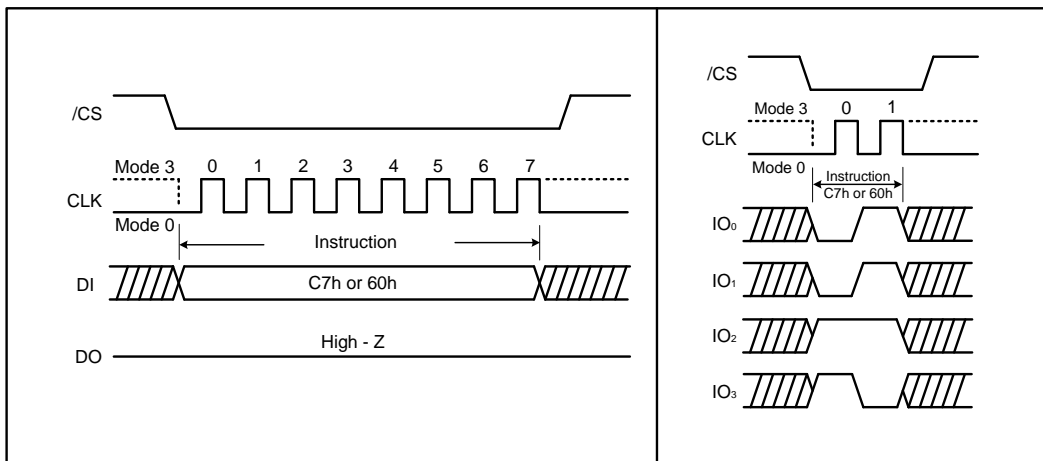 /CS
Mode 3
0 1 2 3 4 5 6 7
CLK
Mode 0
Instruction
DI
C7h or 60h
High - Z
DO
/CS
Mode 3
0 1
CLK
Mode 0
Instruction
C7h or 60h
IO₀
IO₁
IO₂
IO₃